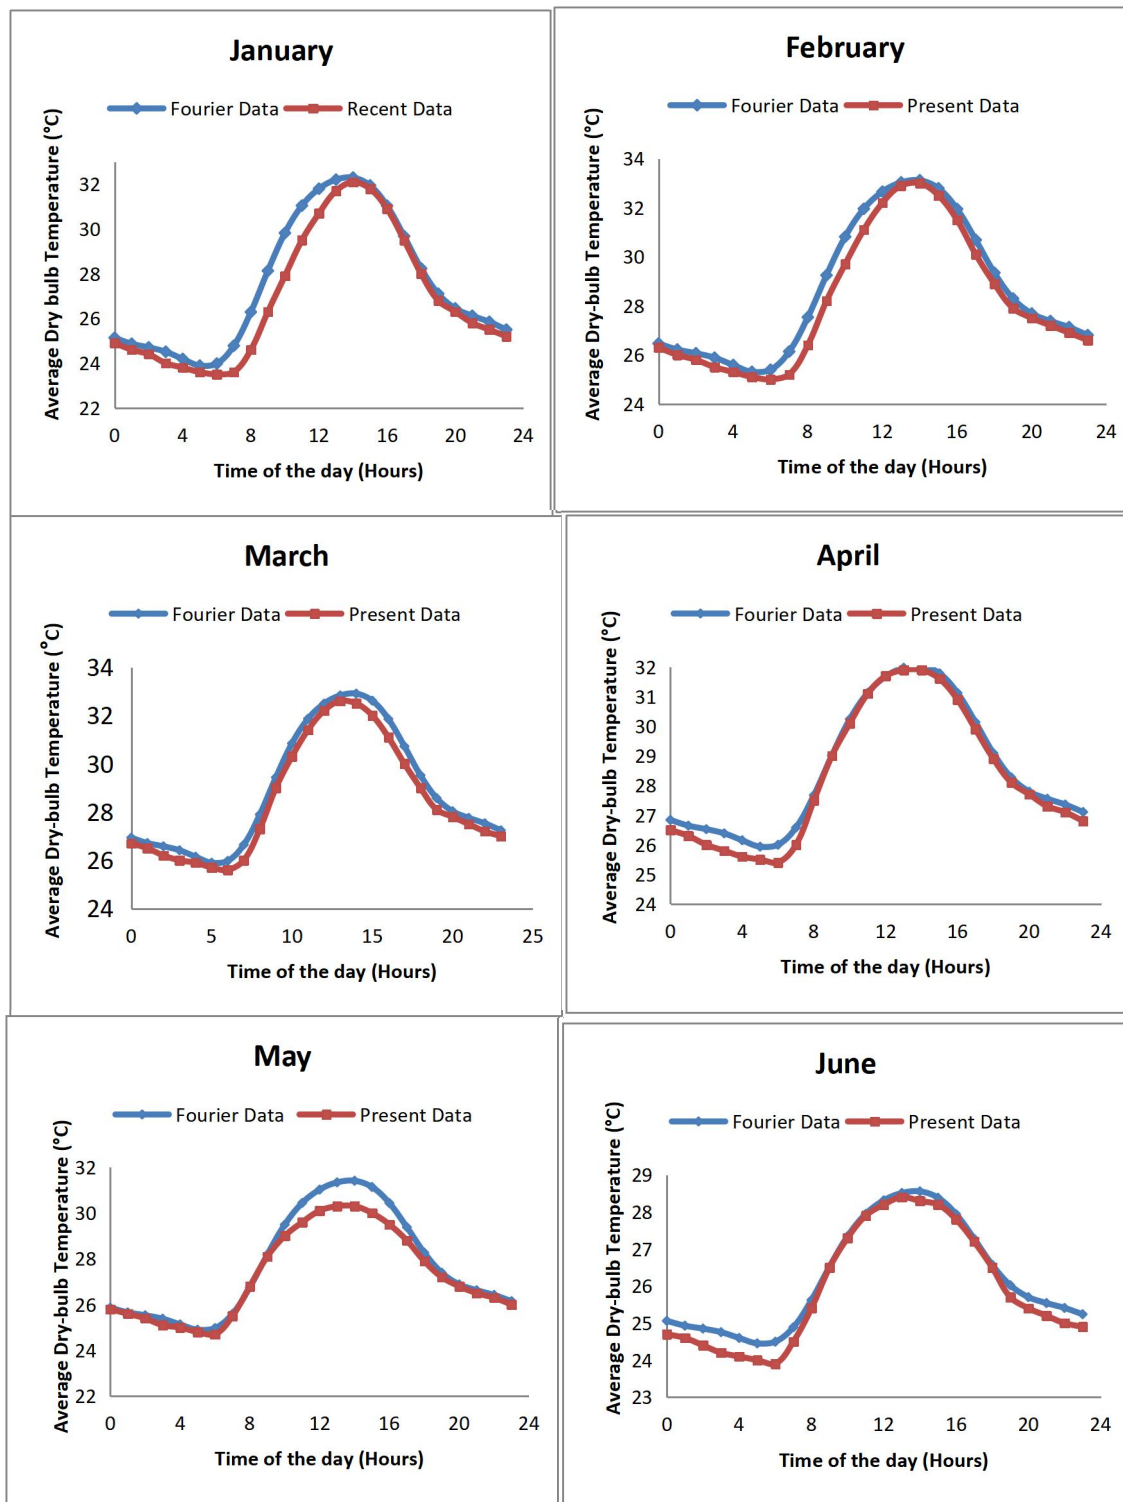 January
Fourier Data Recent Data
Average Dry bulb Temperature (°C)
32
30
28
26
24
22
0 4 8 12 16 20 24
Time of the day (Hours)
February
Fourier Data Present Data
Average Dry-bulb Temperature (°C)
34
32
30
28
26
24
0 4 8 12 16 20 24
Time of the day (Hours)
March
Fourier Data Present Data
Average Dry-bulb Temperature (°C)
34
32
30
28
26
24
0 5 10 15 20 25
Time of the day (Hours)
April
Fourier Data Present Data
Average Dry-bulb Temperature (°C)
32
31
30
29
28
27
26
25
24
0 4 8 12 16 20 24
Time of the day (Hours)
May
Fourier Data Present Data
Average Dry-bulb Temperature (°C)
32
30
28
26
24
22
0 4 8 12 16 20 24
Time of the day (Hours)
June
Fourier Data Present Data
Average Dry-bulb Temperature (°C)
29
28
27
26
25
24
23
0 4 8 12 16 20 24
Time of the day (Hours)